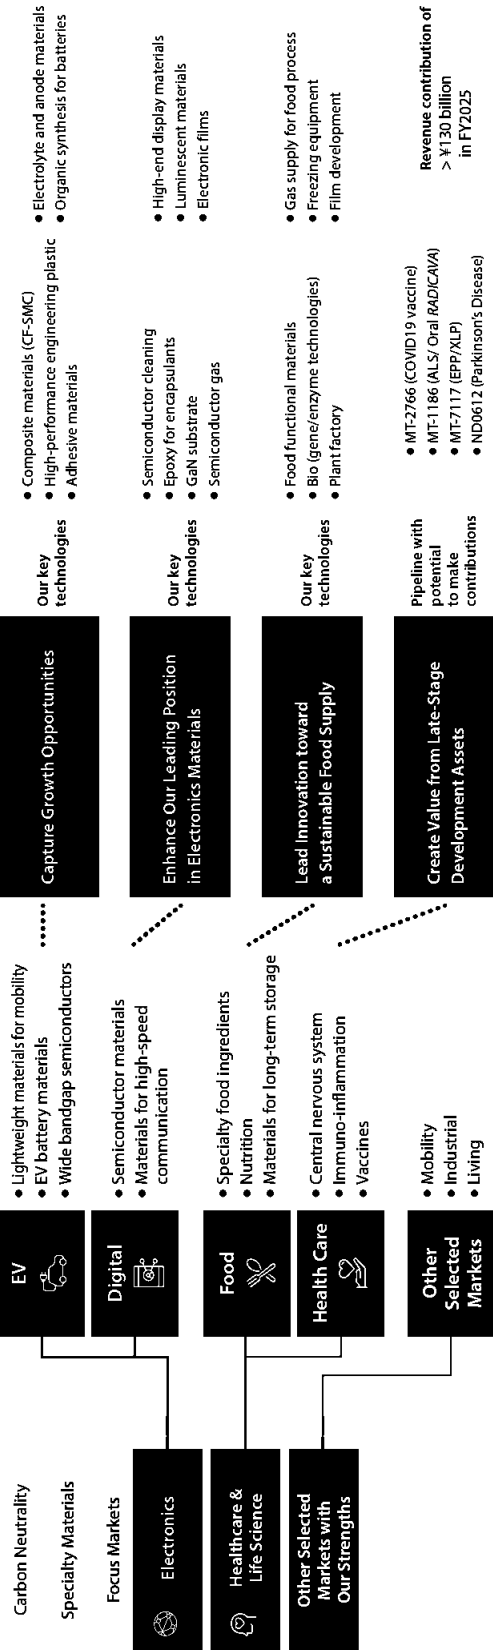 Carbon Neutrality
Specialty Materials
Focus Markets
Electronics
Healthcare &
Life Science
Other Selected
Markets with
Our Strengths
EV
• Lightweight materials for mobility
• EV battery materials
• Wide bandgap semiconductors
Digital
• Semiconductor materials
• Materials for high-speed
communication
Food
• Specialty food ingredients
• Nutrition
• Materials for long-term storage
Health Care
• Central nervous system
• Immuno-inflammation
• Vaccines
Other
Selected
Markets
• Mobility
• Industrial
• Living
Capture Growth Opportunities
Our key
technologies
• Composite materials (CF-SMC)
• High-performance engineering plastic
• Adhesive materials
• Electrolyte and anode materials
• Organic synthesis for batteries
Enhance Our Leading Position
in Electronics Materials
Our key
technologies
• Semiconductor cleaning
• Epoxy for encapsulants
• GaN substrate
• Semiconductor gas
• High-end display materials
• Luminescent materials
• Electronic films
Lead Innovation toward
a Sustainable Food Supply
Our key
technologies
• Food functional materials
• Bio (gene/enzyme technologies)
• Plant factory
• Gas supply for food process
• Freezing equipment
• Film development
Create Value from Late-Stage
Development Assets
Pipeline with
potential
to make
contributions
• MT-2766 (COVID19 vaccine)
• MT-1186 (ALS/ Oral RADICAVA)
• MT-7117 (EPP/XLP)
• ND0612 (Parkinson's Disease)
Revenue contribution of
> ¥130 billion
in FY2025